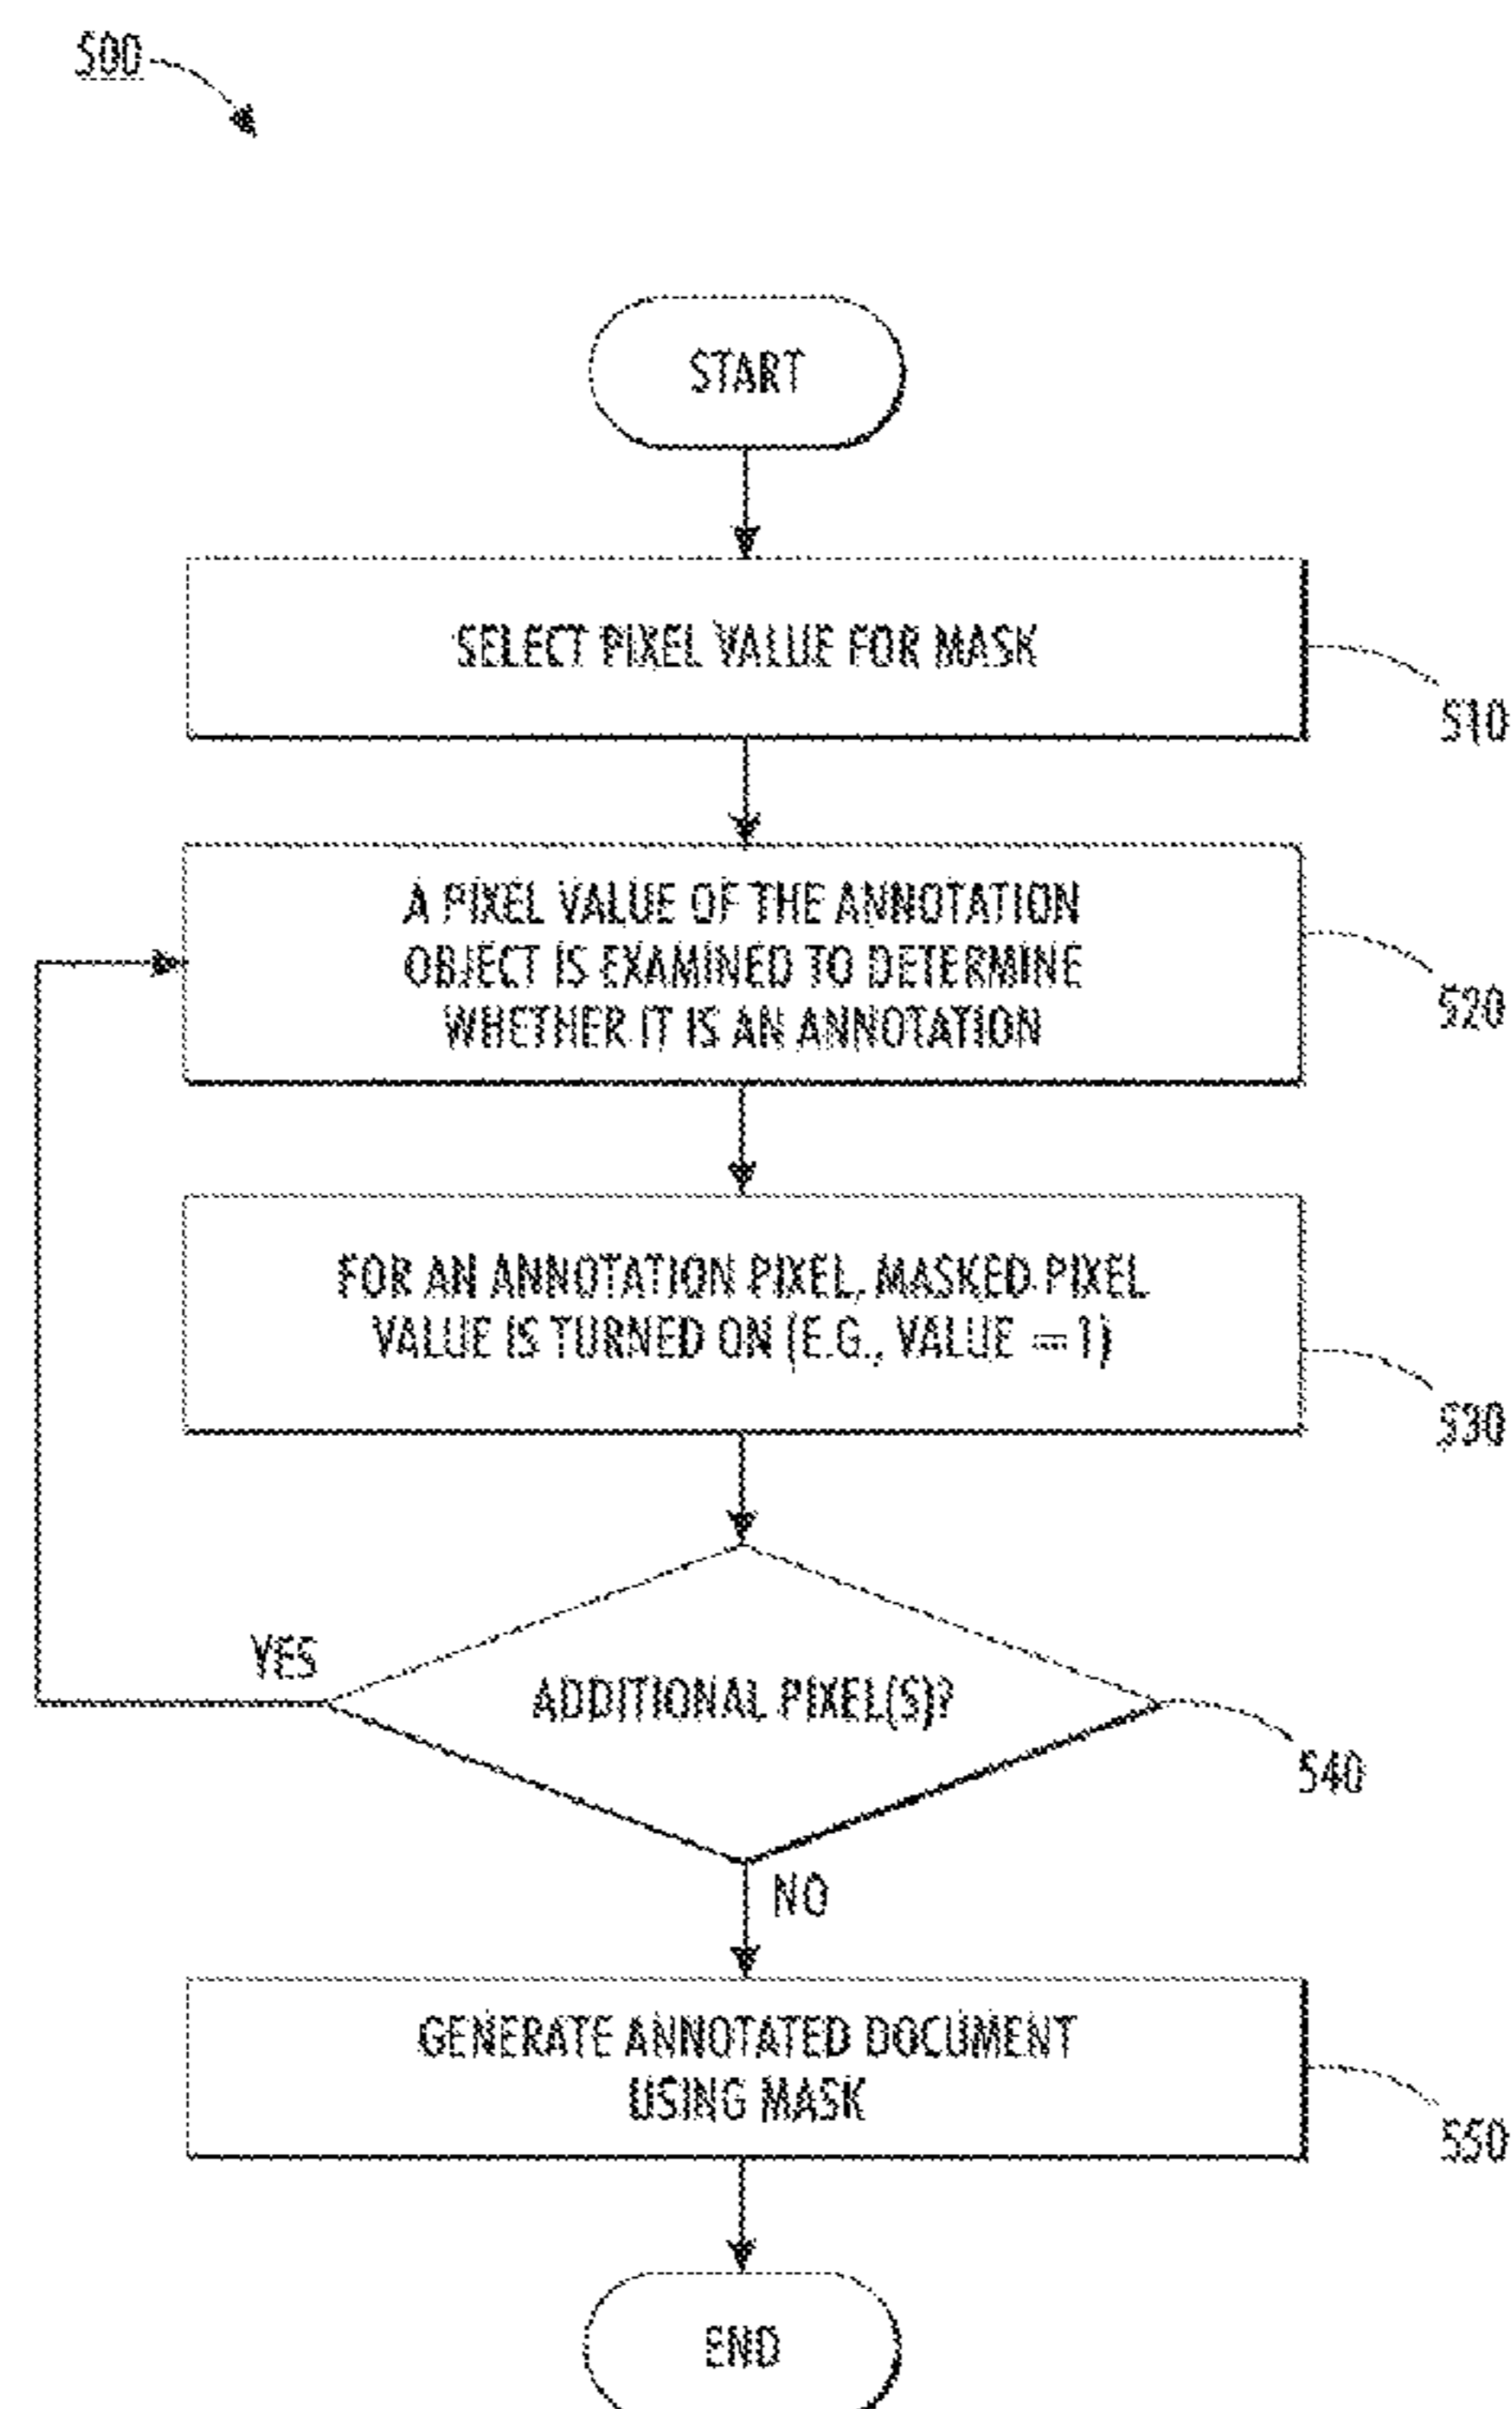 500
START
SELECT PIXEL VALUE FOR MASK
510
A PIXEL VALUE OF THE ANNOTATION
OBJECT IS EXAMINED TO DETERMINE
WHETHER IT IS AN ANNOTATION
520
FOR AN ANNOTATION PIXEL, MASKED PIXEL
VALUE IS TURNED ON (E.G., VALUE =1)
530
YES
ADDITIONAL PIXEL(S)?
540
NO
GENERATE ANNOTATED DOCUMENT
USING MASK
550
END